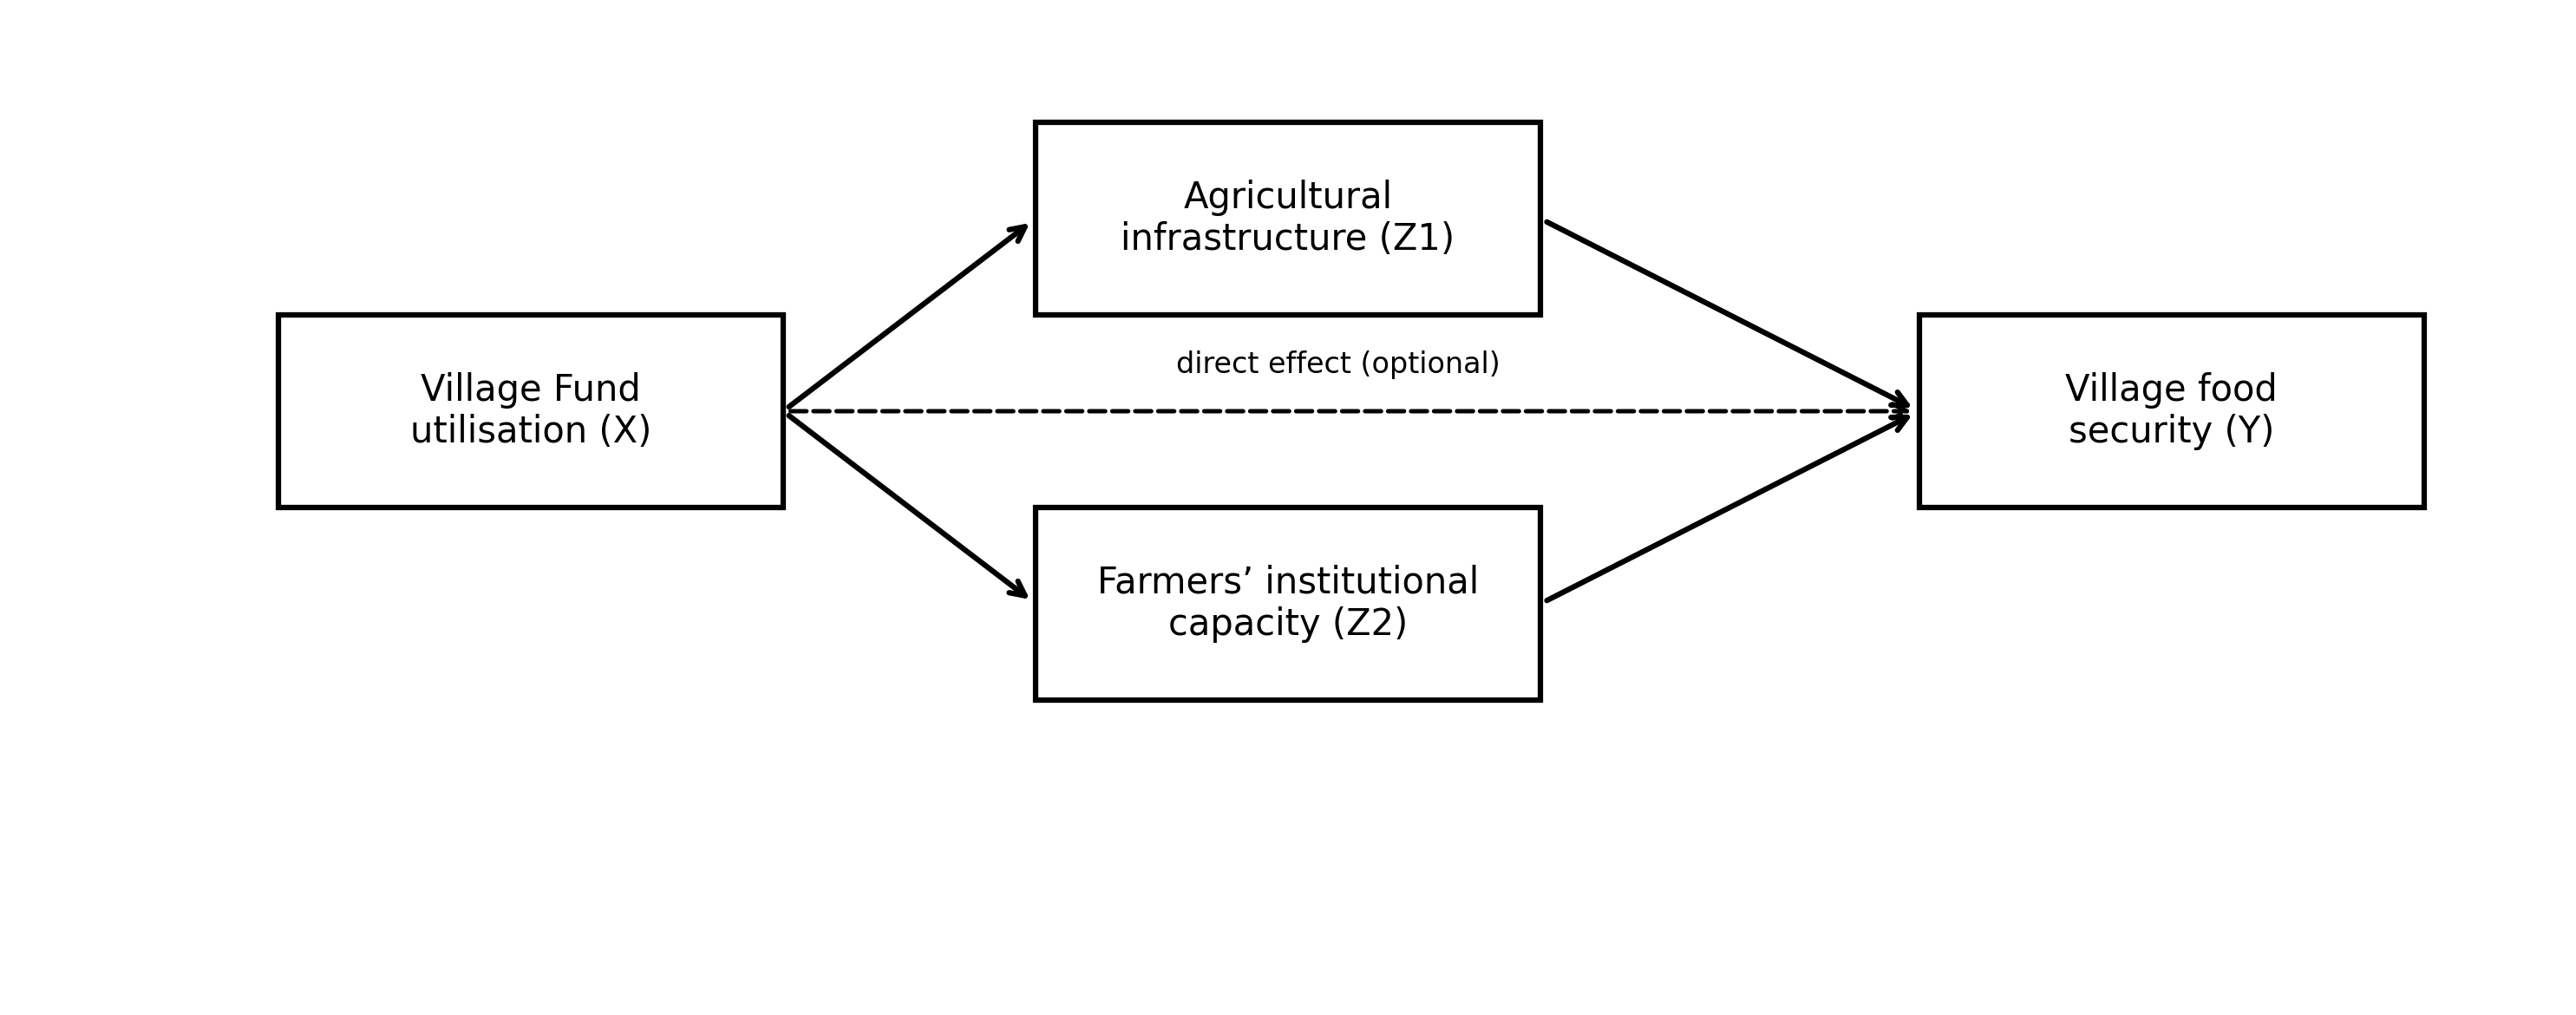 Agricultural
infrastructure (Z1)
direct effect (optional)
Village Fund
utilisation (X)
Village food
security (Y)
Farmers’ institutional
capacity (Z2)